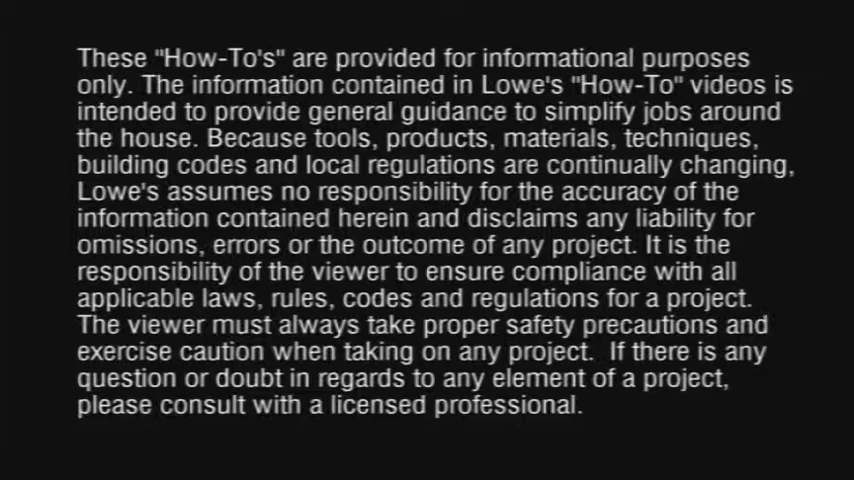 These "How-To's" are provided for informational purposes
only. The information contained in Lowe's "How-To" videos is
intended to provide general guidance to simplify jobs around
the house. Because tools, products, materials, techniques,
building codes and local regulations are continually changing,
Lowe's assumes no responsibility for the accuracy of the
information contained herein and disclaims any liability for
omissions, errors or the outcome of any project. It is the
responsibility of the viewer to ensure compliance with all
applicable laws, rules, codes and regulations for a project.
The viewer must always take proper safety precautions and
exercise caution when taking on any project.  If there is any
question or doubt in regards to any element of a project,
please consult with a licensed professional.